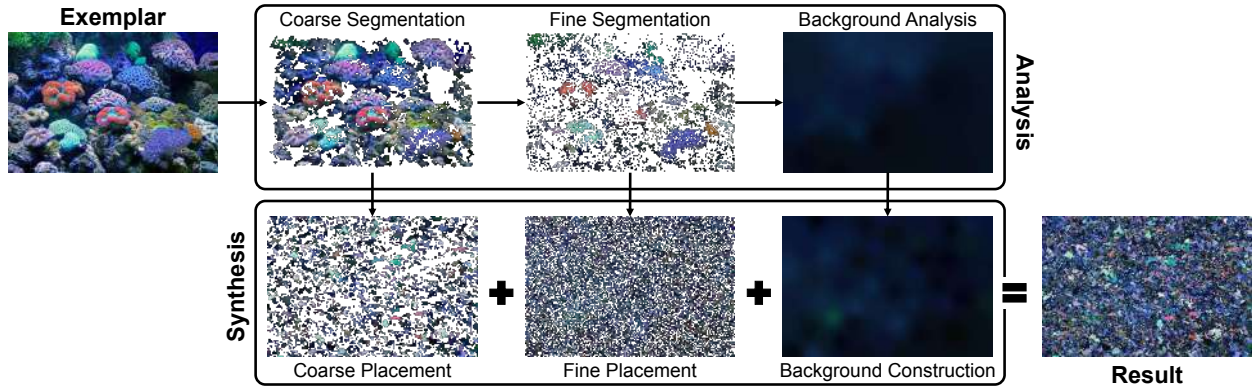 Exemplar
Coarse Segmentation
Fine Segmentation
Background Analysis
Analysis
Synthesis
Coarse Placement
Fine Placement
Background Construction
Result